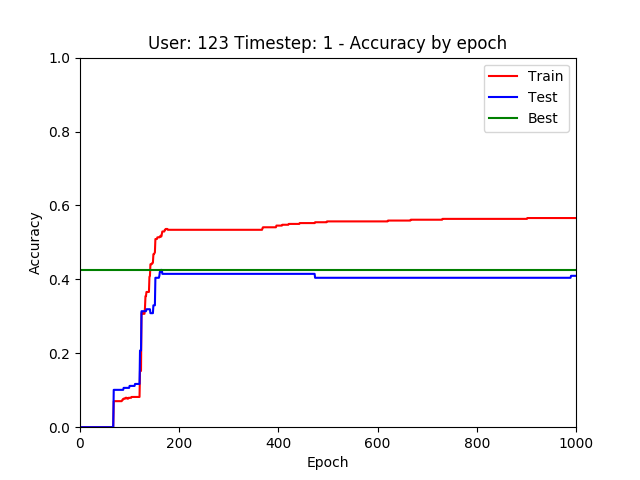 User: 123 Timestep: 1 - Accuracy by epoch
1.0
0.8
0.6
0.4
0.2
0.0
Accuracy
Train
Test
Best
0 200 400 600 800 1000
Epoch